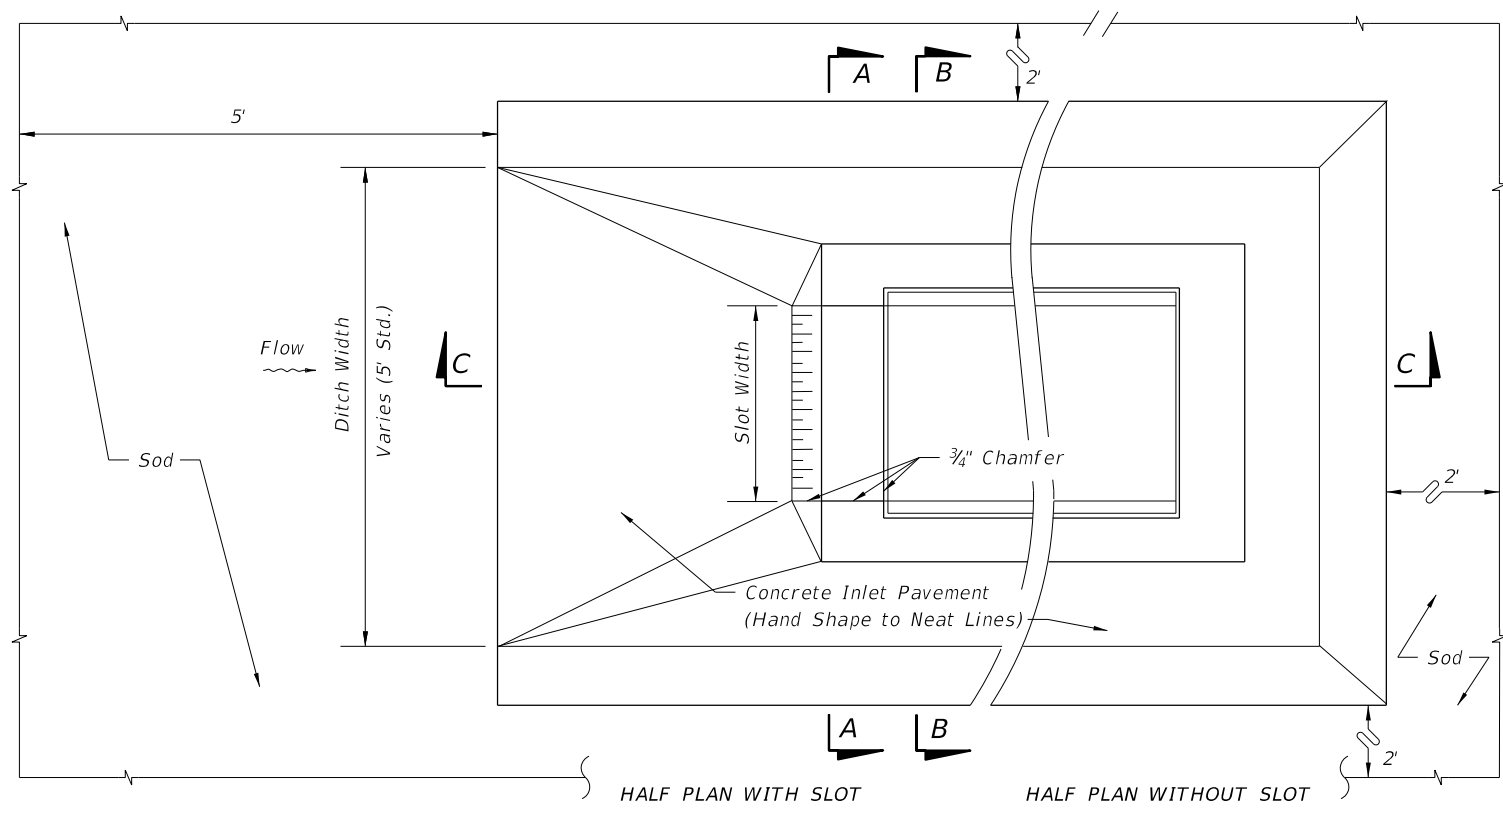 A
B
2'
5'
Flow
Ditch Width
Varies (5' Std.)
C
Slot Width
C
Sod
¾" Chamfer
2'
Concrete Inlet Pavement
(Hand Shape to Neat Lines)
Sod
A
B
2'
HALF PLAN WITH SLOT
HALF PLAN WITHOUT SLOT